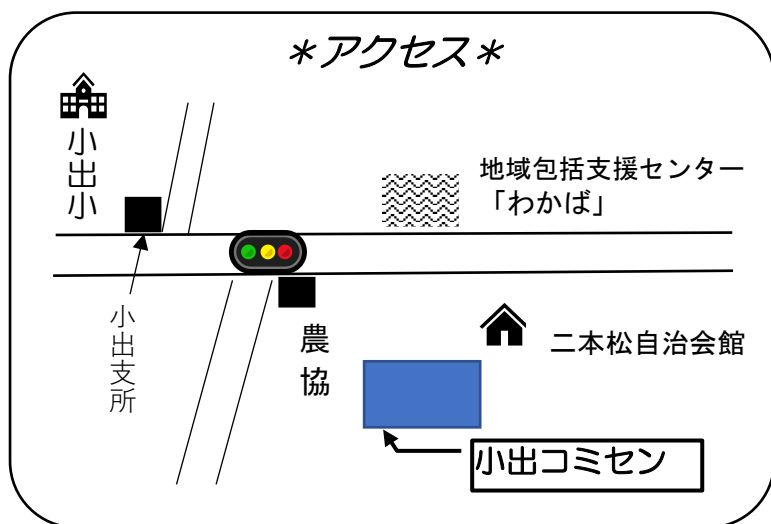 ＊アクセス＊
小出小
地域包括支援センター
「わかば」
小出支所
農協
二本松自治会館
小出コミセン